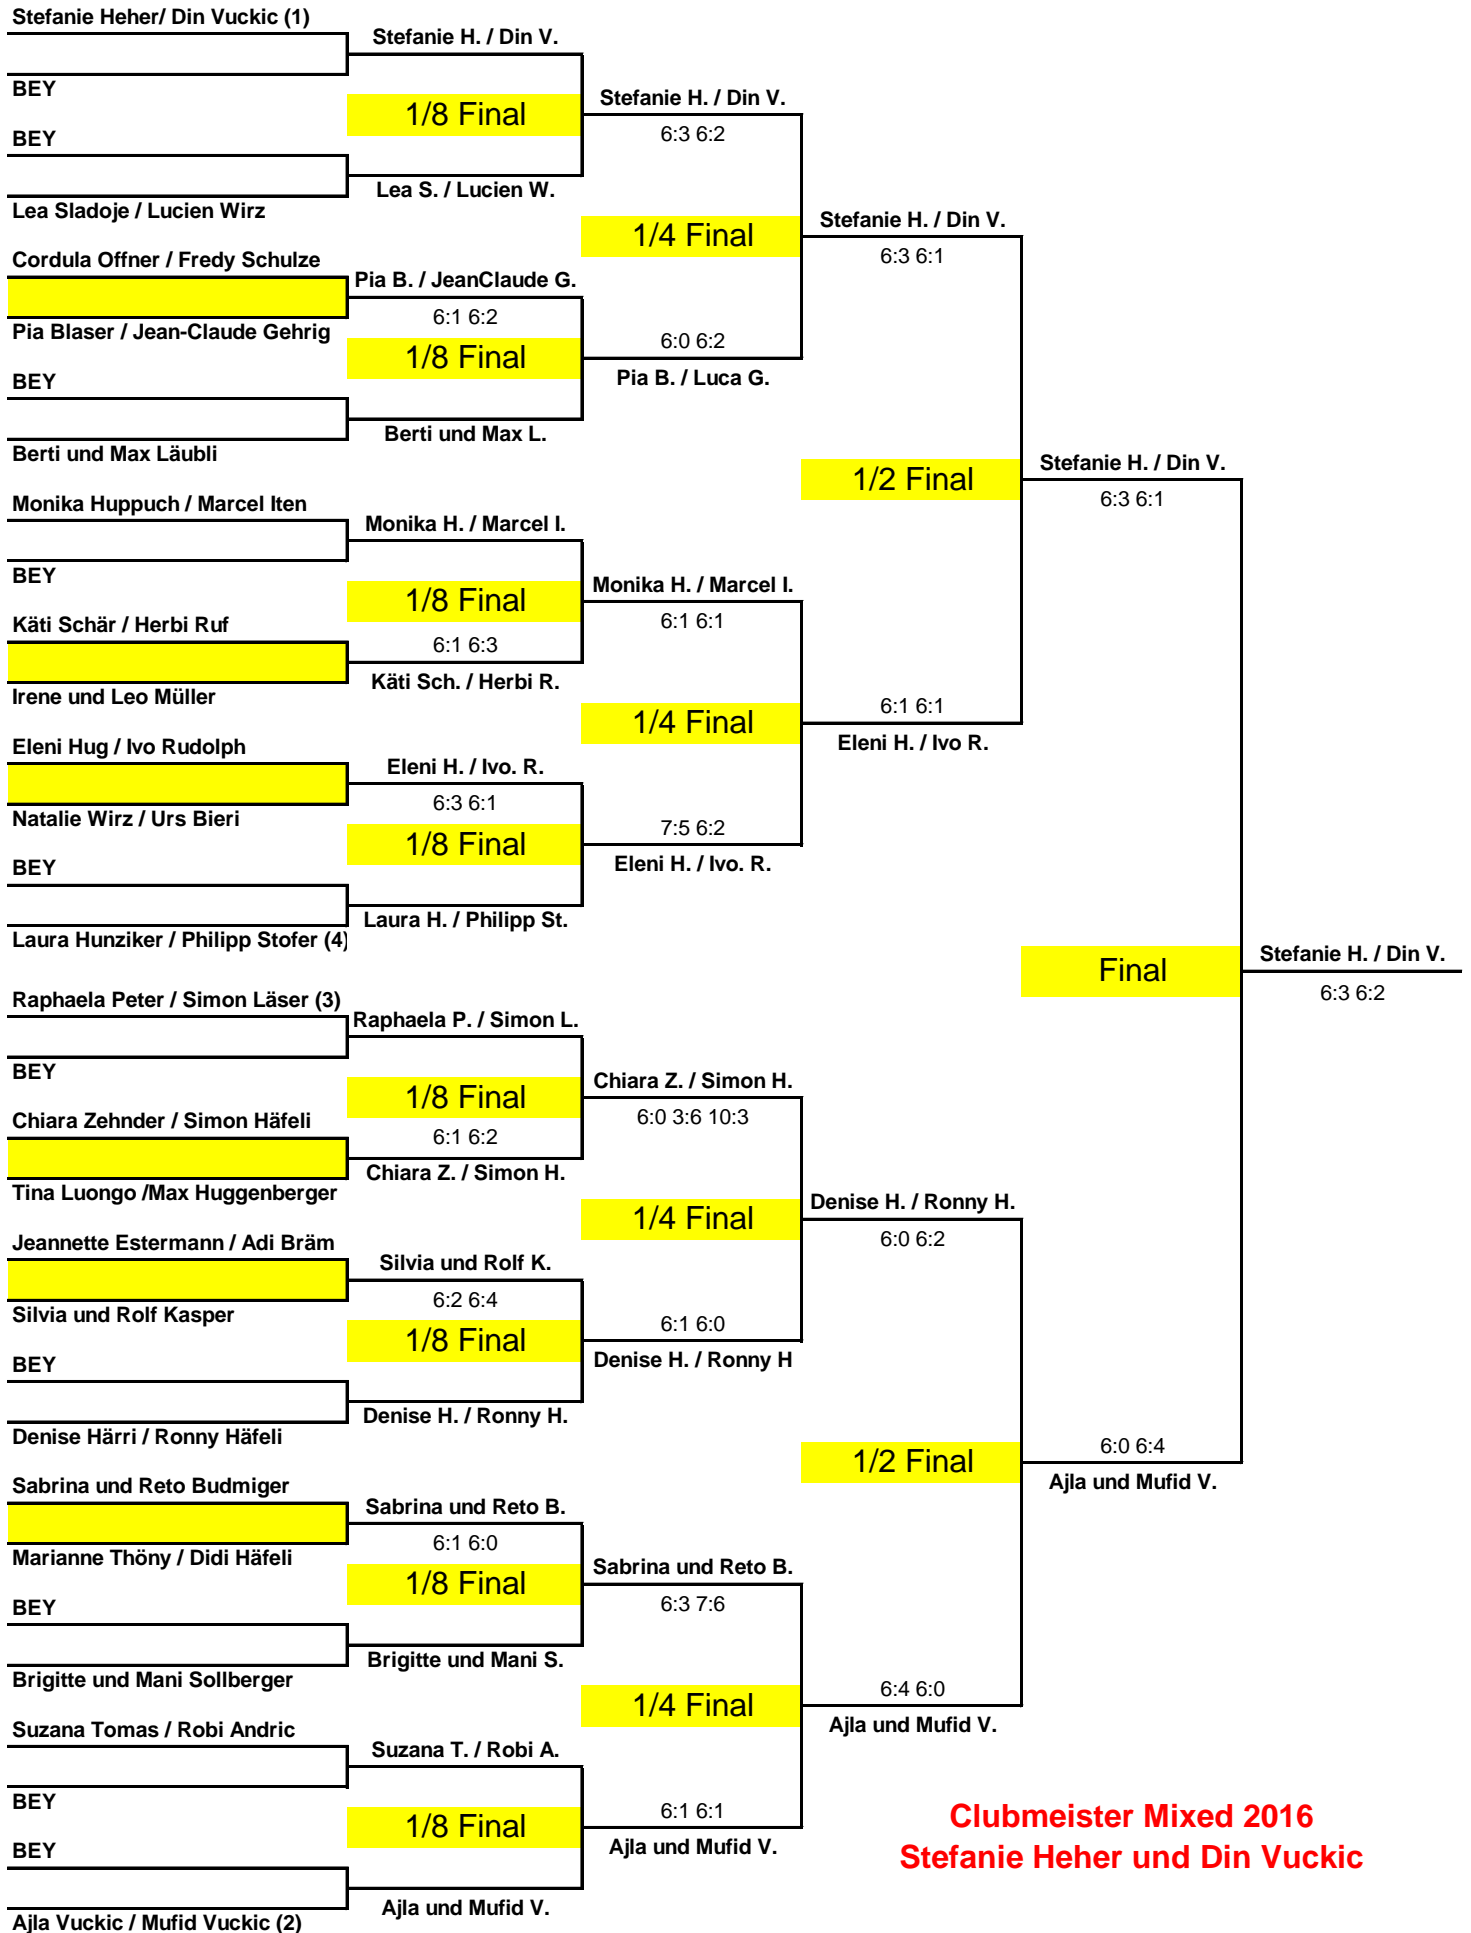 Stefanie Heher/ Din Vuckic (1)
BEY
BEY
Lea Sladoje / Lucien Wirz
Cordula Offner / Fredy Schulze
Pia Blaser / Jean-Claude Gehrig
BEY
Berti und Max Läubli
Monika Huppuch / Marcel Iten
BEY
Käti Schär / Herbi Ruf
Irene und Leo Müller
Eleni Hug / Ivo Rudolph
Natalie Wirz / Urs Bieri
BEY
Laura Hunziker / Philipp Stofer (4)
Raphaela Peter / Simon Läser (3)
BEY
Chiara Zehnder / Simon Häfeli
Tina Luongo /Max Huggenberger
Jeannette Estermann / Adi Bräm
Silvia und Rolf Kasper
BEY
Denise Härri / Ronny Häfeli
Sabrina und Reto Budmiger
Marianne Thöny / Didi Häfeli
BEY
Brigitte und Mani Sollberger
Suzana Tomas / Robi Andric
BEY
BEY
Ajla Vuckic / Mufid Vuckic (2)
Stefanie H. / Din V.
1/8 Final
Lea S. / Lucien W.
Pia B. / JeanClaude G.
6:1 6:2
1/8 Final
Berti und Max L.
Monika H. / Marcel I.
1/8 Final
6:1 6:3
Käti Sch. / Herbi R.
Eleni H. / Ivo. R.
6:3 6:1
1/8 Final
Laura H. / Philipp St.
Raphaela P. / Simon L.
1/8 Final
6:1 6:2
Chiara Z. / Simon H.
Silvia und Rolf K.
6:2 6:4
1/8 Final
Denise H. / Ronny H.
Sabrina und Reto B.
6:1 6:0
1/8 Final
Brigitte und Mani S.
Suzana T. / Robi A.
1/8 Final
Ajla und Mufid V.
Stefanie H. / Din V.
6:3 6:2
1/4 Final
6:0 6:2
Pia B. / Luca G.
Monika H. / Marcel I.
6:1 6:1
1/4 Final
7:5 6:2
Eleni H. / Ivo. R.
Chiara Z. / Simon H.
6:0 3:6 10:3
1/4 Final
6:1 6:0
Denise H. / Ronny H
Sabrina und Reto B.
6:3 7:6
1/4 Final
6:1 6:1
Ajla und Mufid V.
Stefanie H. / Din V.
6:3 6:1
1/2 Final
6:1 6:1
Eleni H. / Ivo R.
Denise H. / Ronny H.
6:0 6:2
1/2 Final
6:4 6:0
Ajla und Mufid V.
Stefanie H. / Din V.
6:3 6:1
Final
6:0 6:4
Ajla und Mufid V.
Stefanie H. / Din V.
6:3 6:2
Clubmeister Mixed 2016
Stefanie Heher und Din Vuckic